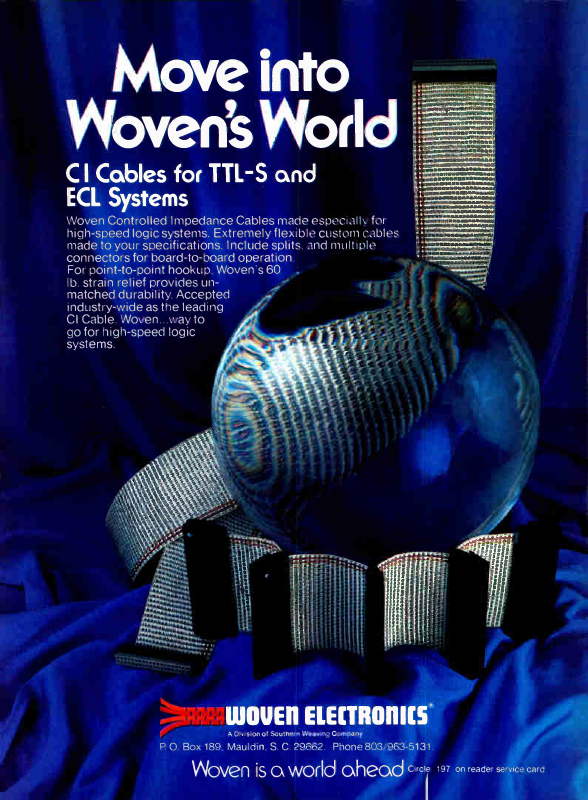 Move into
Woven's World
CI Cables for TTL-S and
ECL Systems
Woven Controlled Impedance Cables made especially for
high-speed logic systems. Extremely flexible custom cables
made to your specifications. Include splits, and multiple
connectors for board-to-board operation.
For point-to-point hookup, Woven's 60
lb. strain relief provides un-
matched durability. Accepted
industry-wide as the leading
CI Cable. Woven...way to
go for high-speed logic
systems.
WOVEN ELECTRONICS®
A Division of Southern Weaving Company
P. O. Box 189, Mauldin, S. C. 29662. Phone 803/963-5131
Woven is a world ahead Circle 197 on reader service card